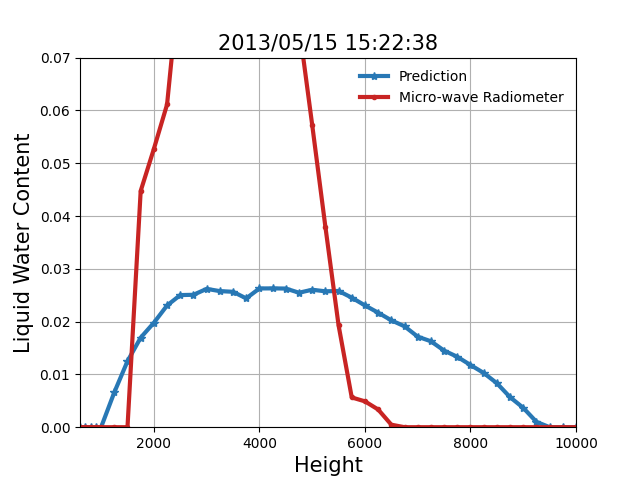 2013/05/15 15:22:38
Liquid Water Content
0.07
0.06
0.05
0.04
0.03
0.02
0.01
0.00
Prediction
Micro-wave Radiometer
2000 4000 6000 8000 10000
Height